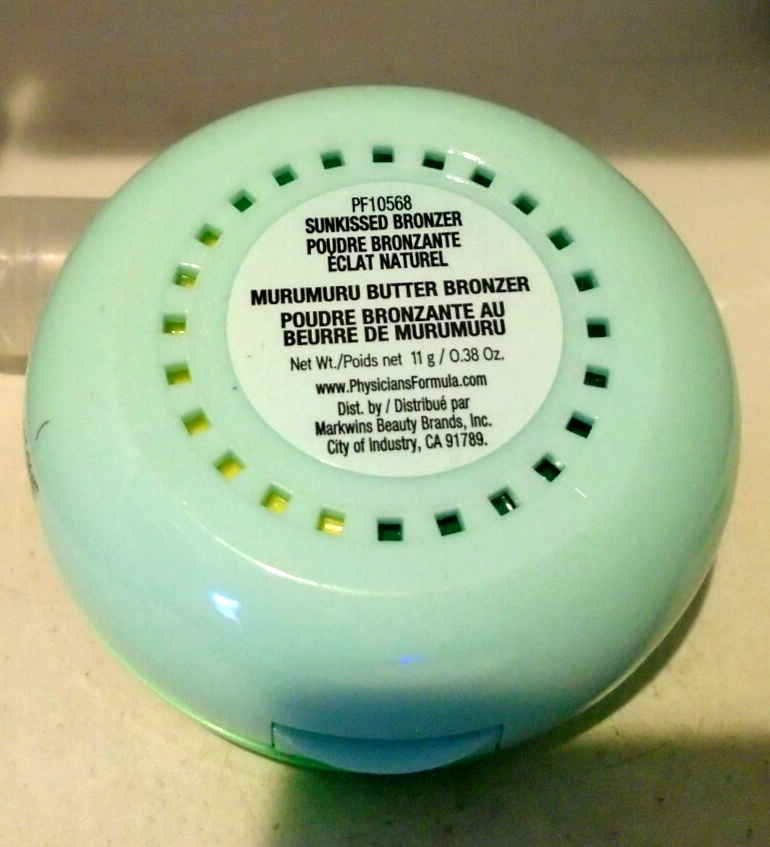 PF10568
SUNKISSED BRONZER
POUDRE BRONZANTE
ÉCLAT NATUREL
MURUMURU BUTTER BRONZER
POUDRE BRONZANTE AU
BEURRE DE MURUMURU
Net Wt./Poids net 11 g / 0.38 Oz.
www.PhysiciansFormula.com
Dist. by / Distribué par
Markwins Beauty Brands, Inc.
City of Industry, CA 91789.